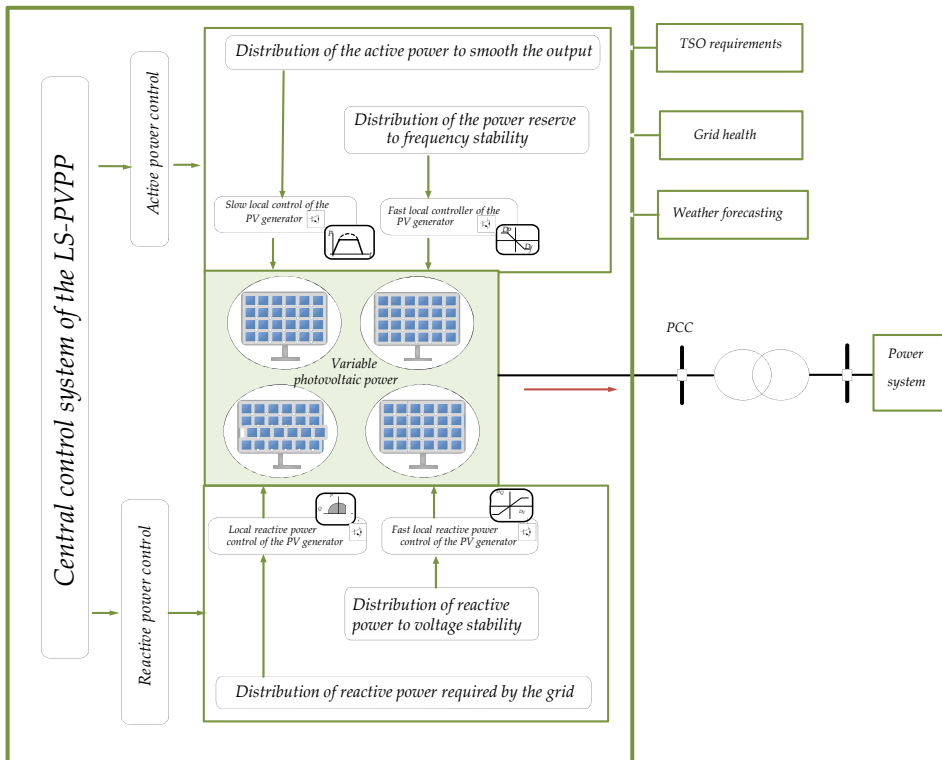 Central control system of the LS-PVPP
Active power control
Reactive power control
Distribution of the active power to smooth the output
Distribution of the power reserve
to frequency stability
Slow local control of the
PV generator
Fast local controller of the
PV generator
Variable
photovoltaic power
Local reactive power
control of the PV generator
Fast local reactive power
control of the PV generator
Distribution of reactive
power to voltage stability
Distribution of reactive power required by the grid
TSO requirements
Grid health
Weather forecasting
PCC
Power
system